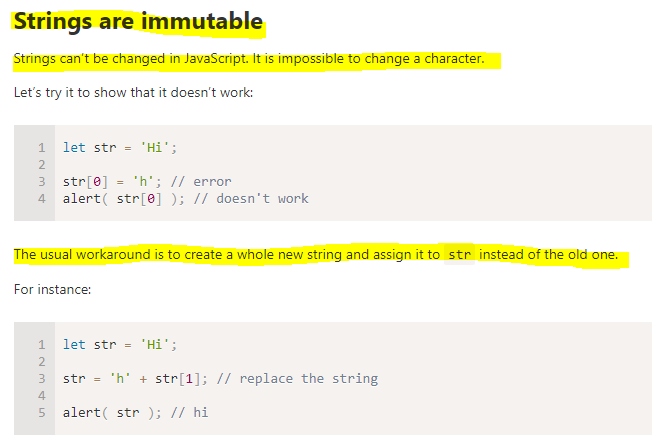 Strings are immutable
Strings can't be changed in JavaScript. It is impossible to change a character.
Let's try it to show that it doesn't work:
1 let str = 'Hi';
2
3 str[0] = 'h'; // error
4 alert( str[0] ); // doesn't work
The usual workaround is to create a whole new string and assign it to str instead of the old one.
For instance:
1 let str = 'Hi';
2
3 str = 'h' + str[1]; // replace the string
4
5 alert( str ); // hi